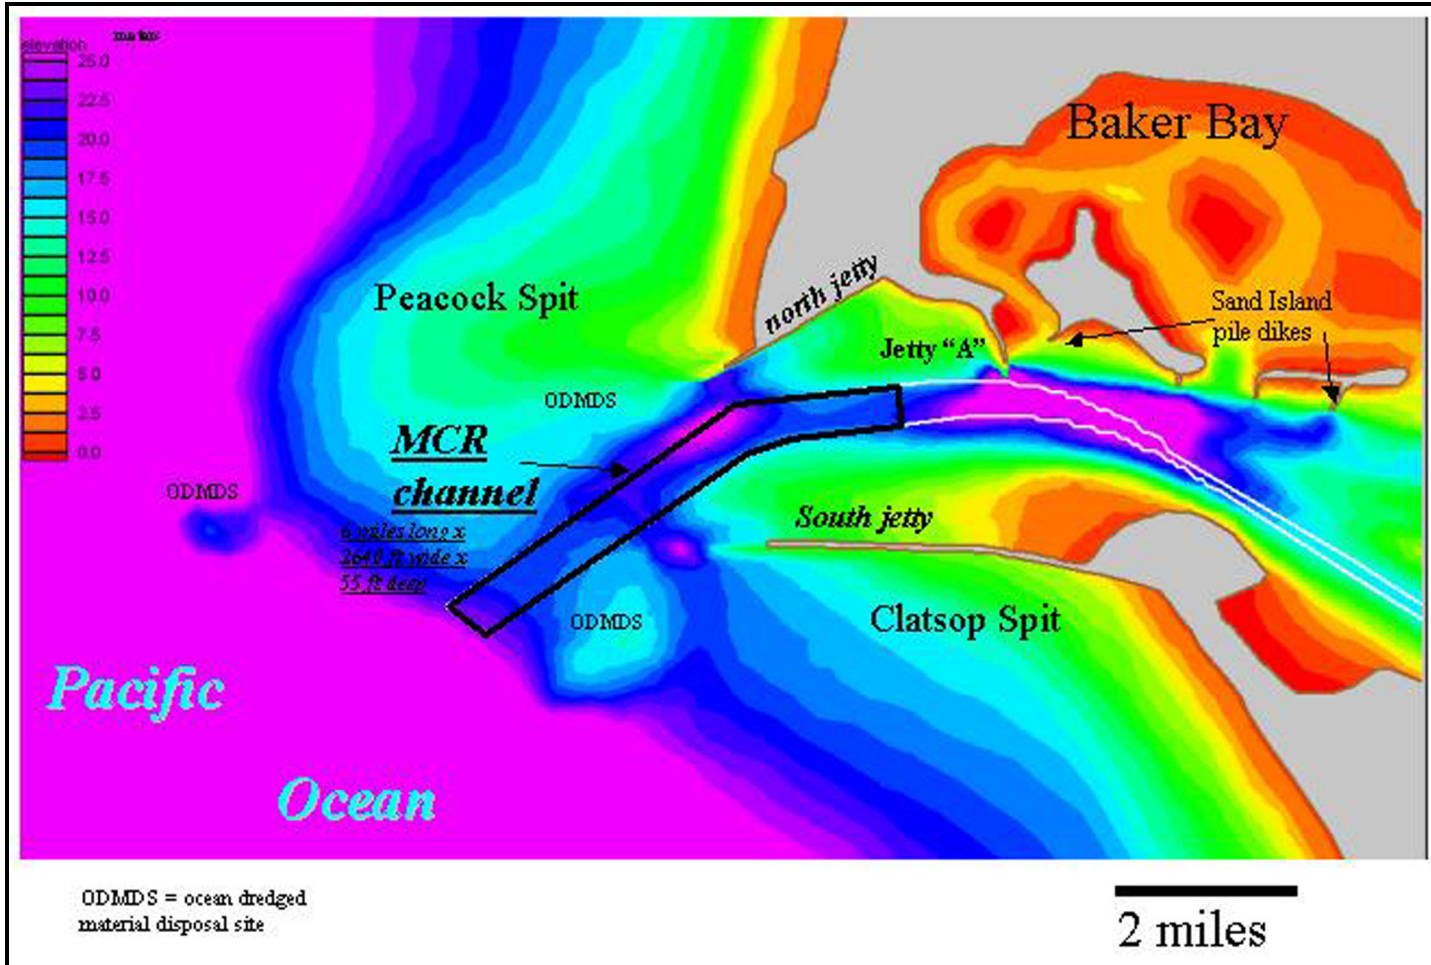 meters
elevation
25.0
22.5
20.0
17.5
15.0
12.5
10.0
7.5
5.0
2.5
0.0
Baker Bay
Peacock Spit
north jetty
Sand Island
pile dikes
Jetty “A”
ODMDS
MCR
channel
ODMDS
6 miles long x
2640 ft wide x
55 ft deep
South jetty
ODMDS
Clatsop Spit
Pacific
Ocean
ODMDS = ocean dredged
material disposal site
2 miles